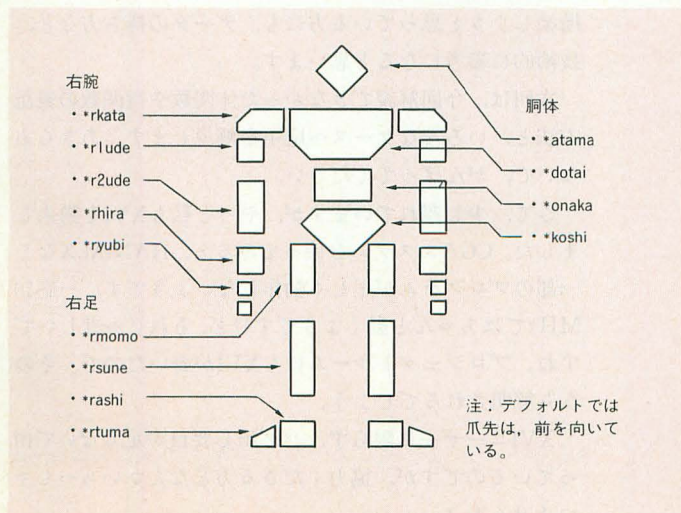 右腕
・*rkata
・*r1ude
・*r2ude
・*rhira
・*ryubi
右足
・*rmomo
・*rsune
・*rashi
・*rtuma
胴体
・*atama
・*dotai
・*onaka
・*koshi
注：デフォルトでは
爪先は，前を向いて
いる。